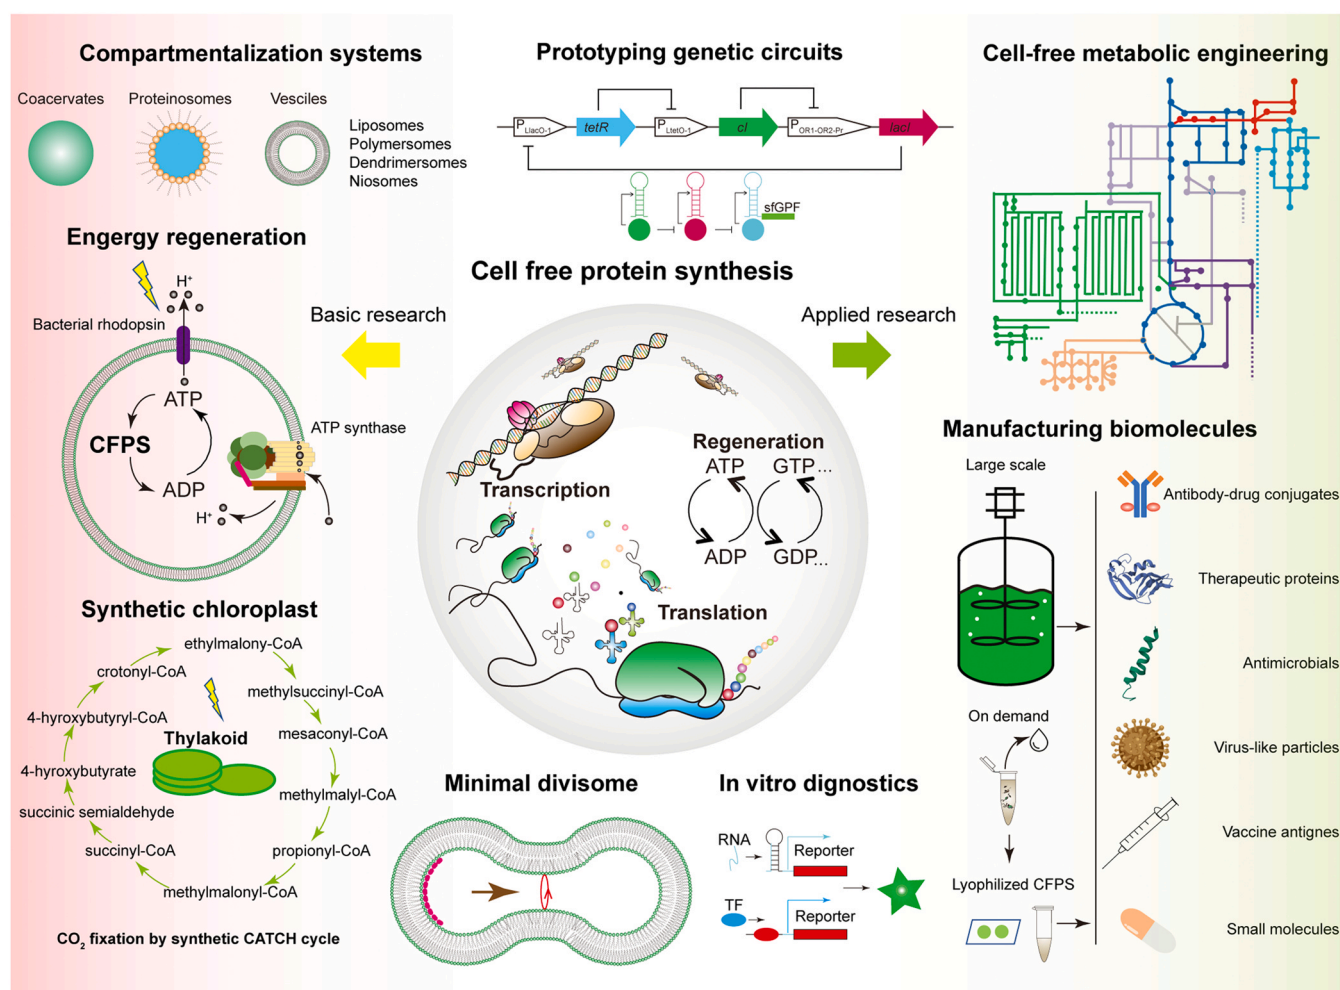 Compartmentalization systems
Coacervates
Proteinosomes
Vesciles
Liposomes
Polymersomes
Dendrimersomes
Niosomes
Prototyping genetic circuits
PLlacO-1
tetR
PLtetO-1
cI
POR1-OR2-Pr
lacI
sfGPF
Cell-free metabolic engineering
Engergy regeneration
H+
Bacterial rhodopsin
ATP
CFPS
ADP
ATP synthase
H+
Basic research
Cell free protein synthesis
Applied research
Transcription
Regeneration
ATP
GTP...
ADP
GDP...
Translation
Manufacturing biomolecules
Large scale
On demand
Lyophilized CFPS
Antibody-drug conjugates
Therapeutic proteins
Antimicrobials
Virus-like particles
Vaccine antignes
Small molecules
Synthetic chloroplast
ethylmalony-CoA
crotonyl-CoA
methylsuccinyl-CoA
4-hyroxybutyryl-CoA
mesaconyl-CoA
Thylakoid
4-hyroxybutyrate
methylmalyl-CoA
succinic semialdehyde
succinyl-CoA
propionyl-CoA
methylmalonyl-CoA
CO2 fixation by synthetic CATCH cycle
Minimal divisome
In vitro dignostics
RNA
Reporter
TF
Reporter